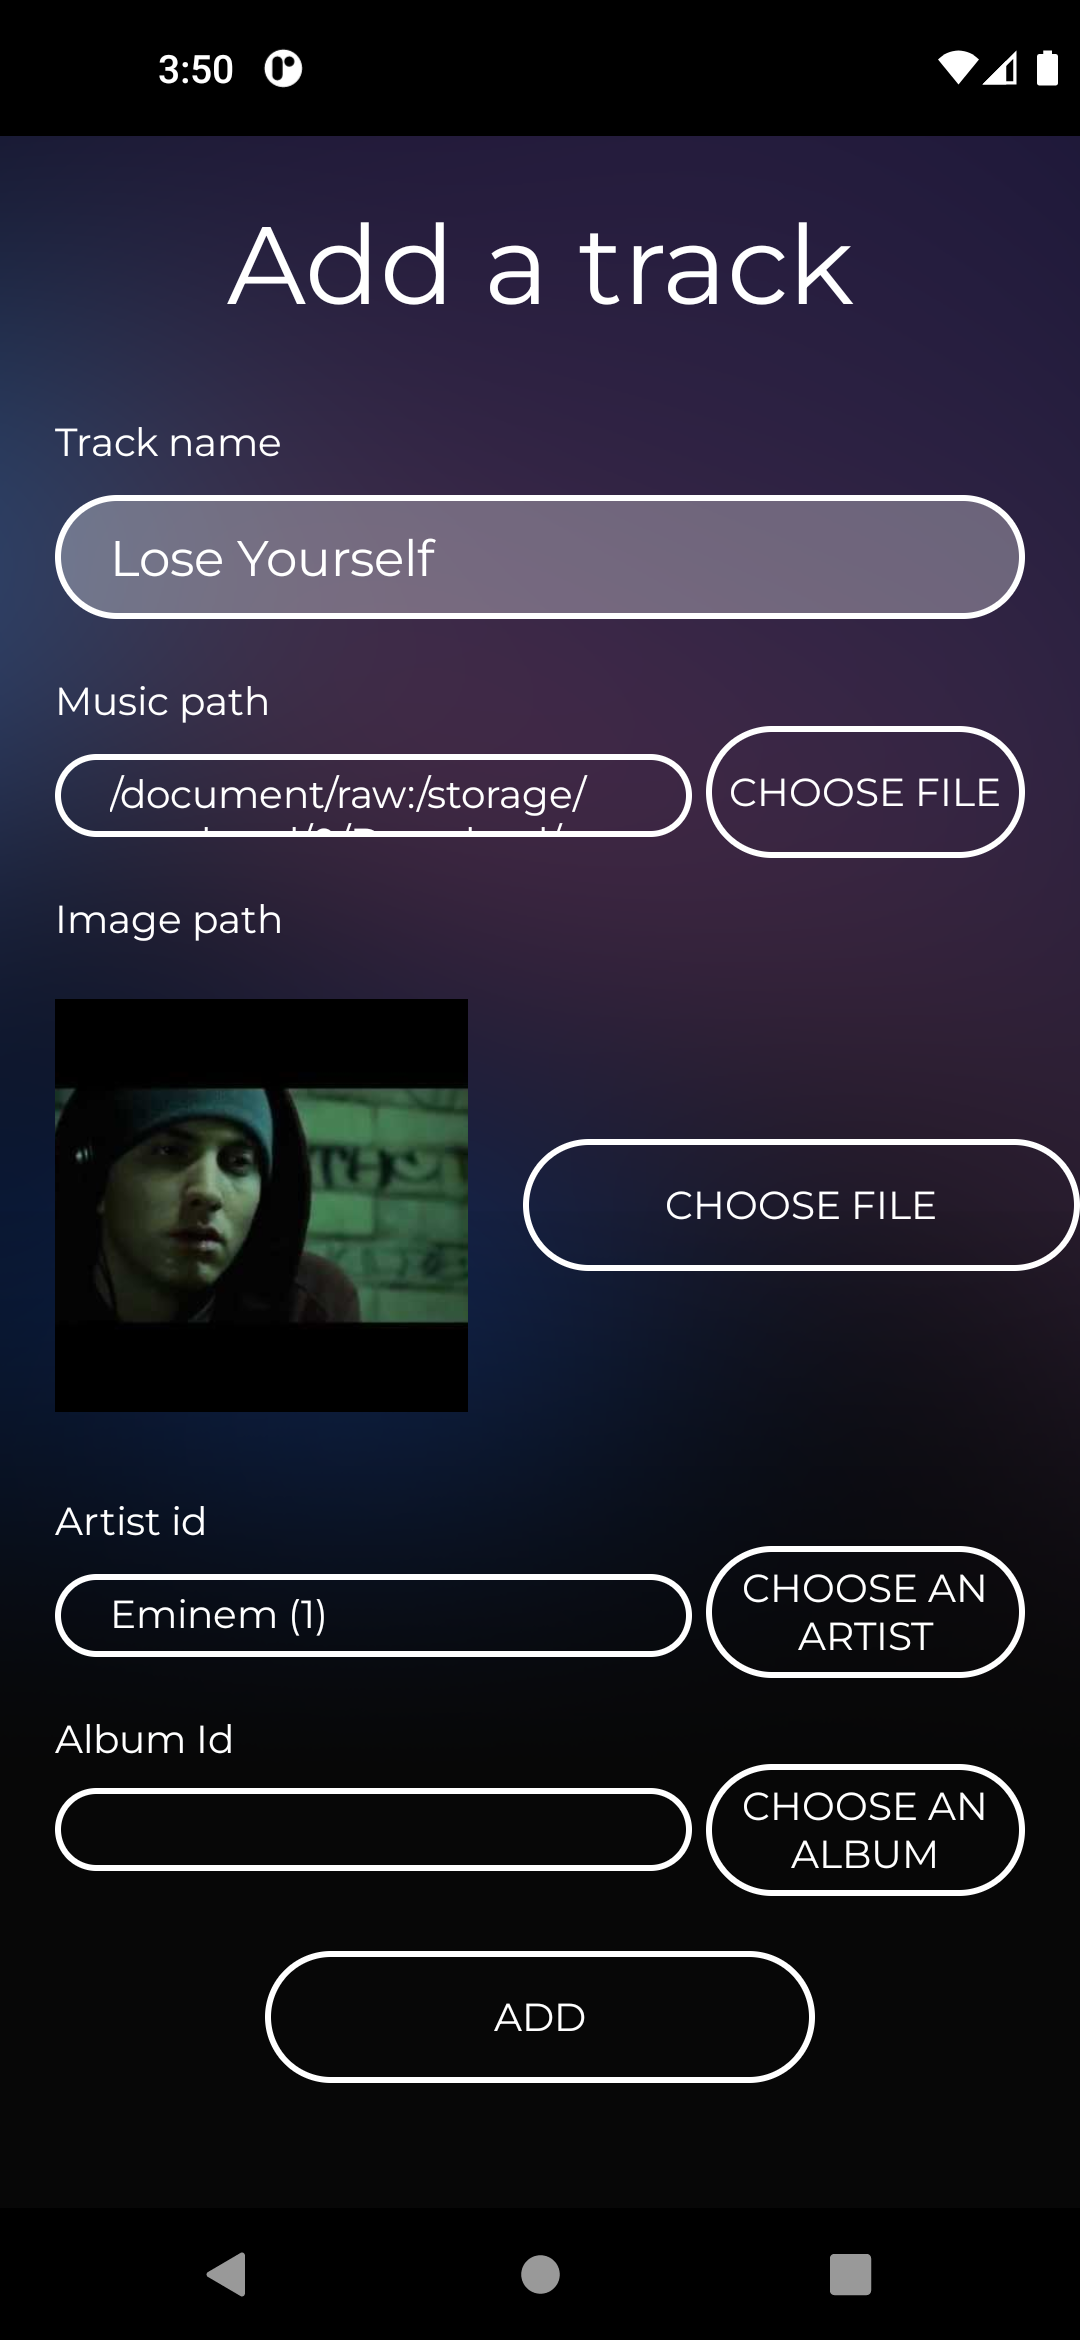 3:50
Add a track
Track name
Lose Yourself
Music path
/document/raw:/storage/
CHOOSE FILE
Image path
CHOOSE FILE
Artist id
Eminem (1)
CHOOSE AN
ARTIST
Album Id
CHOOSE AN
ALBUM
ADD